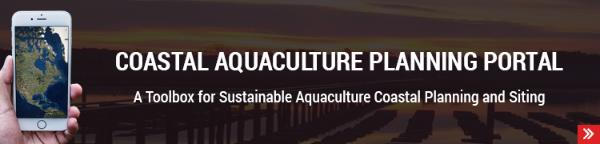 COASTAL AQUACULTURE PLANNING PORTAL
A Toolbox for Sustainable Aquaculture Coastal Planning and Siting